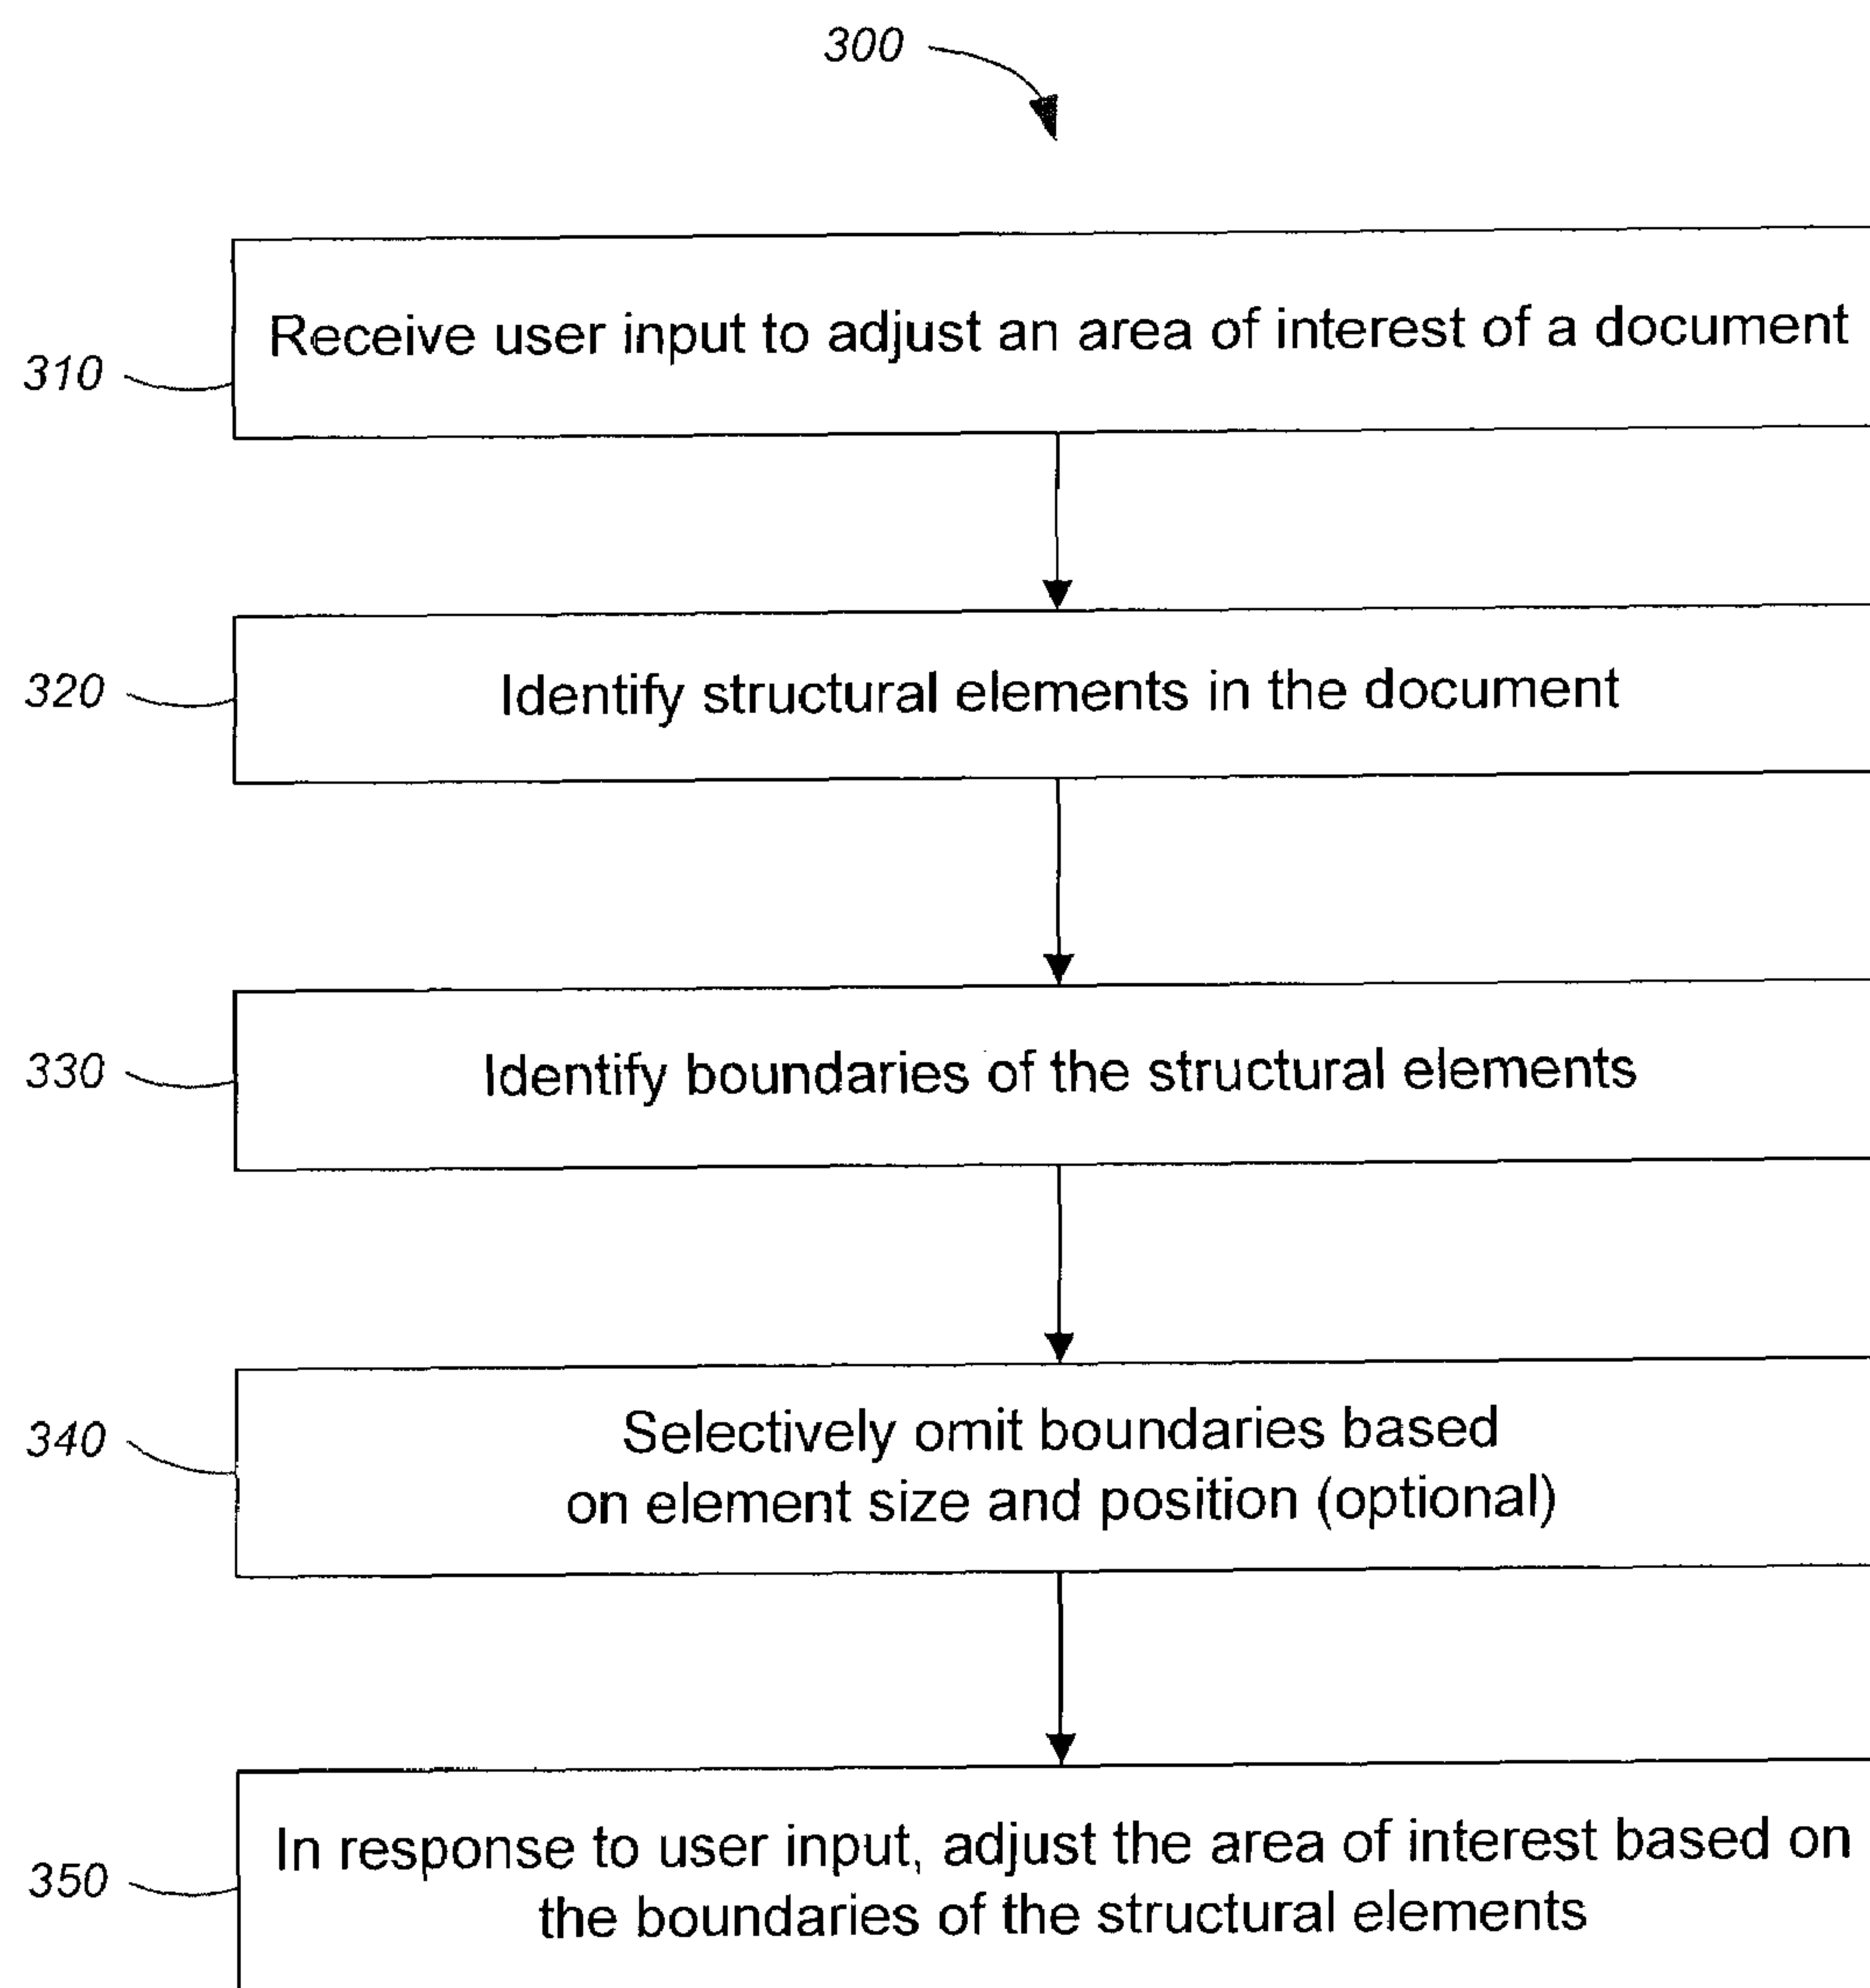 300
310
Receive user input to adjust an area of interest of a document
320
Identify structural elements in the document
330
Identify boundaries of the structural elements
340
Selectively omit boundaries based
on element size and position (optional)
350
In response to user input, adjust the area of interest based on
the boundaries of the structural elements